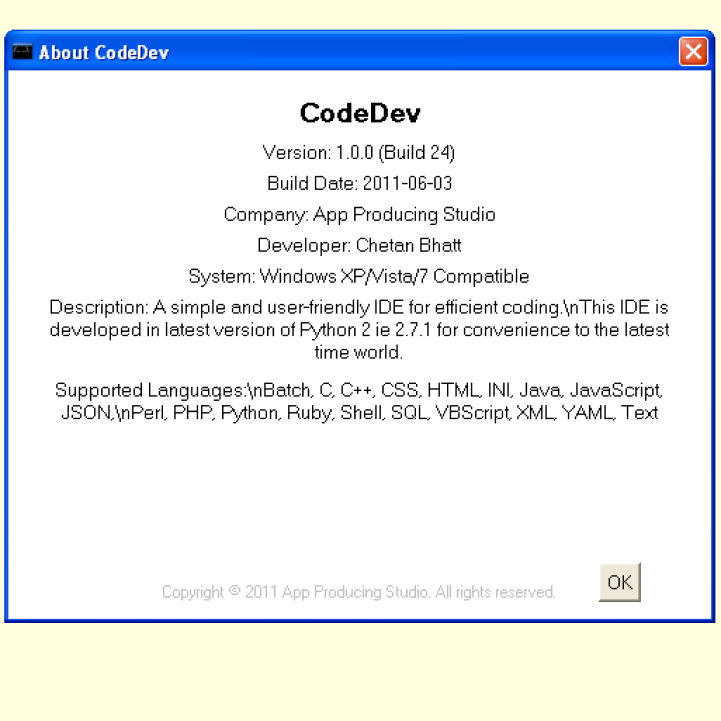 About CodeDev
CodeDev
Version: 1.0.0 (Build 24)
Build Date: 2011-06-03
Company: App Producing Studio
Developer: Chetan Bhatt
System: Windows XP/Vista/7 Compatible
Description: A simple and user-friendly IDE for efficient coding.\nThis IDE is
developed in latest version of Python 2 ie 2.7.1 for convenience to the latest
time world.
Supported Languages:\nBatch, C, C++, CSS, HTML, INI, Java, JavaScript,
JSON,\nPerl, PHP, Python, Ruby, Shell, SQL, VBScript, XML, YAML, Text
OK
Copyright © 2011 App Producing Studio. All rights reserved.